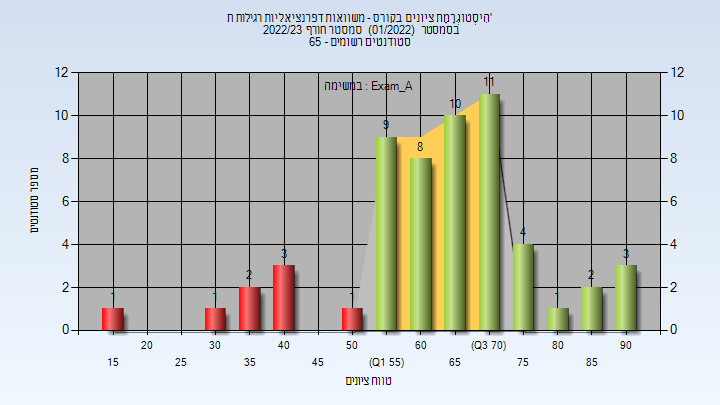 הִיסְטוֹגְרַמַת ציונים בקורס - משוואות דפרנציאליות רגילות ת'
בסמסטר (01/2022) סמסטר חורף 2022/23
סטודנטים רשומים - 65
במשימה : Exam_A
מספר סטודנטים
12 12
10 10
8 8
6 6
4 4
2 2
0 0
1 1 2 3 1 9 8 10 11 4 1 2 3
20 30 40 50 60 (Q3 70) 80 90
15 25 35 45 (Q1 55) 65 75 85
טווח ציונים